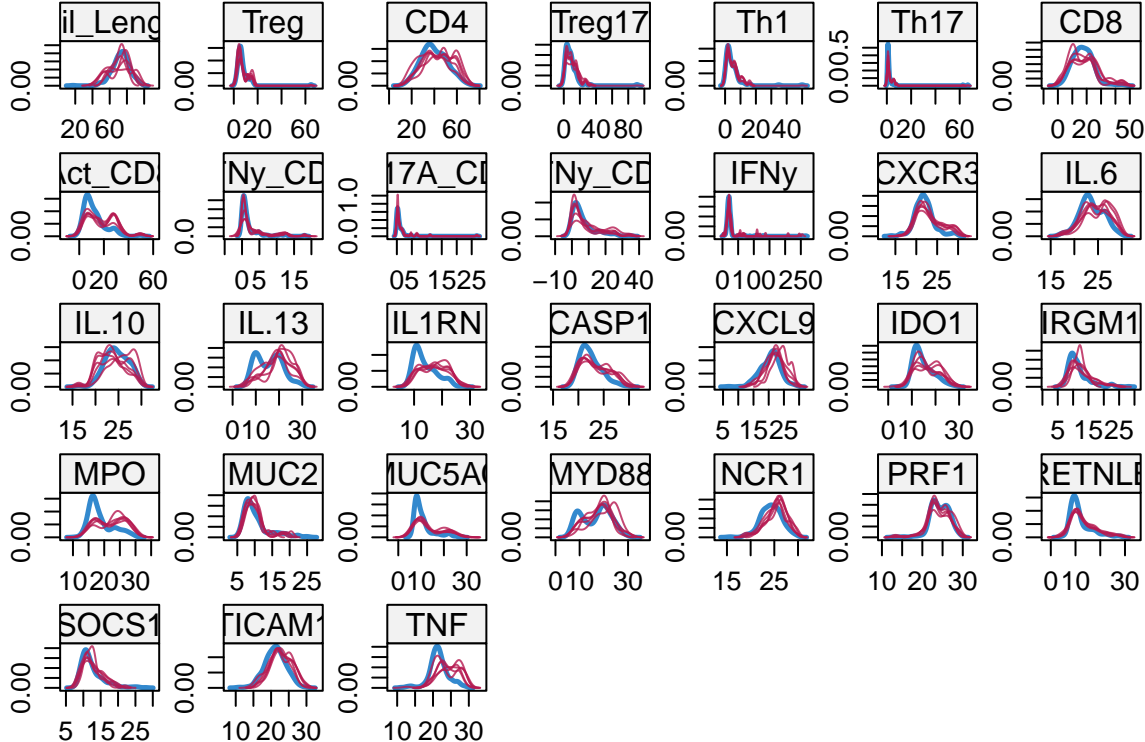 il_Leng Treg CD4 Treg17 Th1 Th17 CD8
0.00 0.00 0.00 0.00 0.00 0.00.5 0.00
20 60 0 20 60 20 60 0 40 80 0 20 40 0 20 60 0 20 50
Act_CD8 Ny_CD 17A_CD Ny_CD IFNy CXCR3 IL.6
0.00 0.0 0.0 1.0 0.00 0.00 0.00 0.00
0 20 60 0 5 15 0 5 15 25 −10 20 40 0 100 250 15 25 15 25
IL.10 IL.13 IL1RN CASP1 CXCL9 IDO1 IRGM1
0.00 0.00 0.00 0.00 0.00 0.00 0.00
15 25 0 10 30 10 30 15 25 5 15 25 0 10 30 5 15 25
MPO MUC2 MUC5AC MYD88 NCR1 PRF1 RETNLB
0.00 0.00 0.00 0.00 0.00 0.00 0.00
10 20 30 5 15 25 0 10 30 0 10 30 15 25 10 20 30 0 10 30
SOCS1 TICAM1 TNF
0.00 0.00 0.00
5 15 25 10 20 30 10 20 30